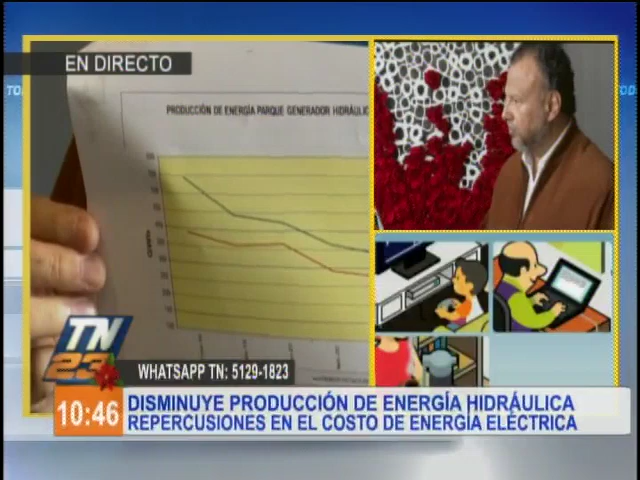 EN DIRECTO
PRODUCCIÓN DE ENERGÍA PARQUE GENERADOR HIDRÁULIC
TN
23
WHATSAPP TN: 5129-1823
10:46
DISMINUYE PRODUCCIÓN DE ENERGÍA HIDRÁULICA
REPERCUSIONES EN EL COSTO DE ENERGÍA ELÉCTRICA